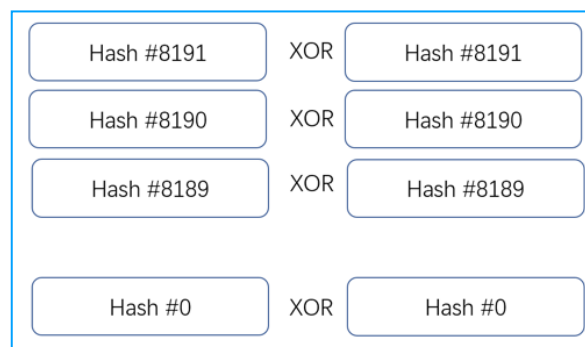 Hash #8191 XOR Hash #8191
Hash #8190 XOR Hash #8190
Hash #8189 XOR Hash #8189
Hash #0 XOR Hash #0